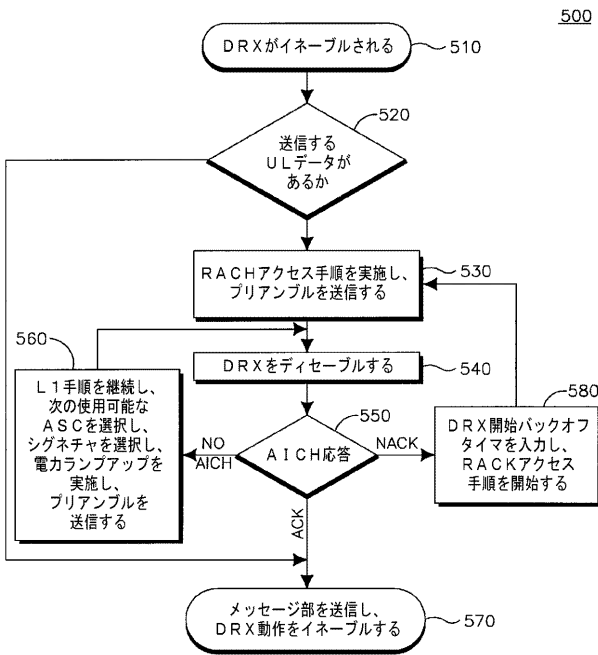 500
DRXがイネーブルされる
510
520
送信する
ULデータが
あるか
RACHアクセス手順を実施し、
プリアンブルを送信する
530
560
DRXをディセーブルする
540
L1手順を継続し、
次の使用可能な
ASCを選択し、
シグネチャを選択し、
電力ランプアップを
実施し、
プリアンブルを
送信する
NO
AICH
550
AICH応答
NACK
580
DRX開始バックオフ
タイマを入力し、
RACKアクセス
手順を開始する
ACK
メッセージ部を送信し、
DRX動作をイネーブルする
570